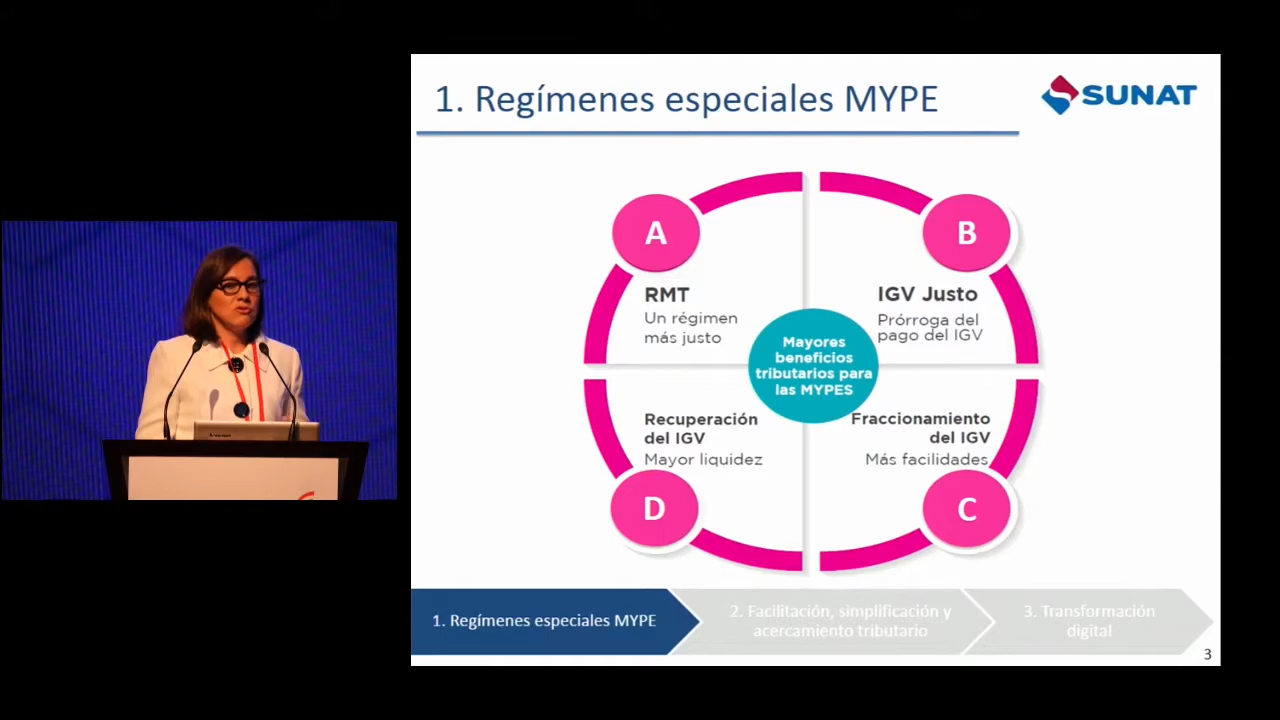 1. Regímenes especiales MYPE
SUNAT
A
B
RMT
Un régimen
más justo
IGV Justo
Prórroga del
pago del IGV
Mayores
beneficios
tributarios para
las MYPES
Recuperación
del IGV
Mayor liquidez
Fraccionamiento
del IGV
Más facilidades
D
C
1. Regímenes especiales MYPE
2. Facilitación, simplificación y
acercamiento tributario
3. Transformación
digital
3